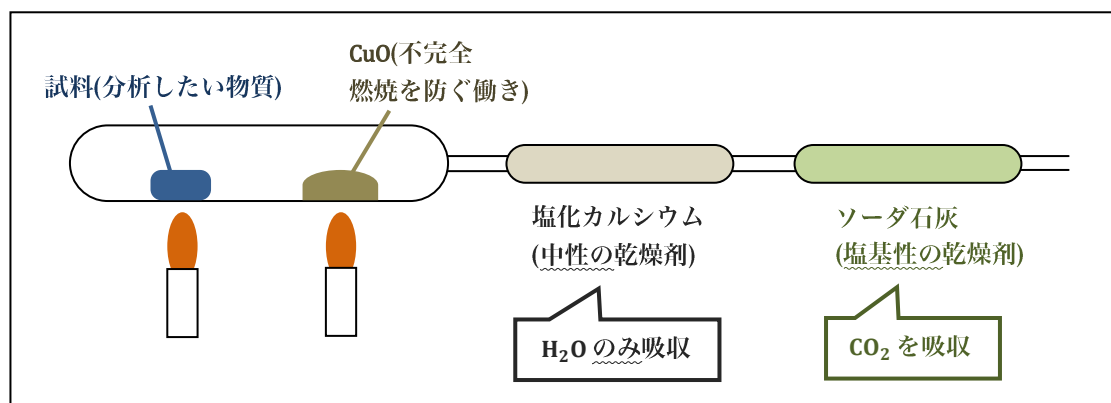 試料(分析したい物質)
CuO(不完全
燃焼を防ぐ働き)
塩化カルシウム
(中性の乾燥剤)
H₂O のみ吸収
ソーダ石灰
(塩基性の乾燥剤)
CO₂ を吸収